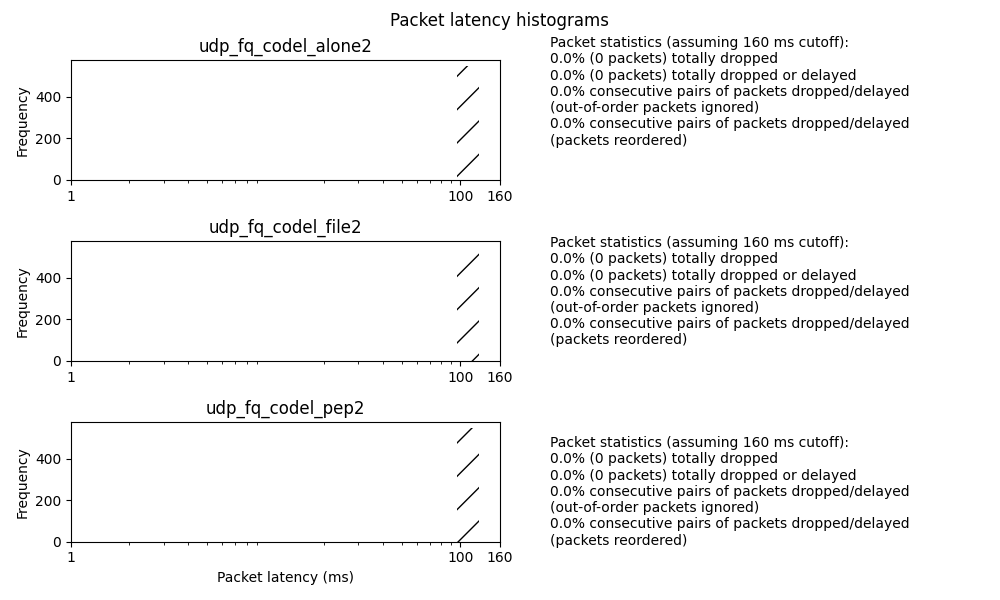 Packet latency histograms
udp_fq_codel_alone2
Frequency
400
200
0
1
100
160
Packet statistics (assuming 160 ms cutoff):
0.0% (0 packets) totally dropped
0.0% (0 packets) totally dropped or delayed
0.0% consecutive pairs of packets dropped/delayed
(out-of-order packets ignored)
0.0% consecutive pairs of packets dropped/delayed
(packets reordered)
udp_fq_codel_file2
Frequency
400
200
0
1
100
160
Packet statistics (assuming 160 ms cutoff):
0.0% (0 packets) totally dropped
0.0% (0 packets) totally dropped or delayed
0.0% consecutive pairs of packets dropped/delayed
(out-of-order packets ignored)
0.0% consecutive pairs of packets dropped/delayed
(packets reordered)
udp_fq_codel_pep2
Frequency
400
200
0
1
100
160
Packet latency (ms)
Packet statistics (assuming 160 ms cutoff):
0.0% (0 packets) totally dropped
0.0% (0 packets) totally dropped or delayed
0.0% consecutive pairs of packets dropped/delayed
(out-of-order packets ignored)
0.0% consecutive pairs of packets dropped/delayed
(packets reordered)